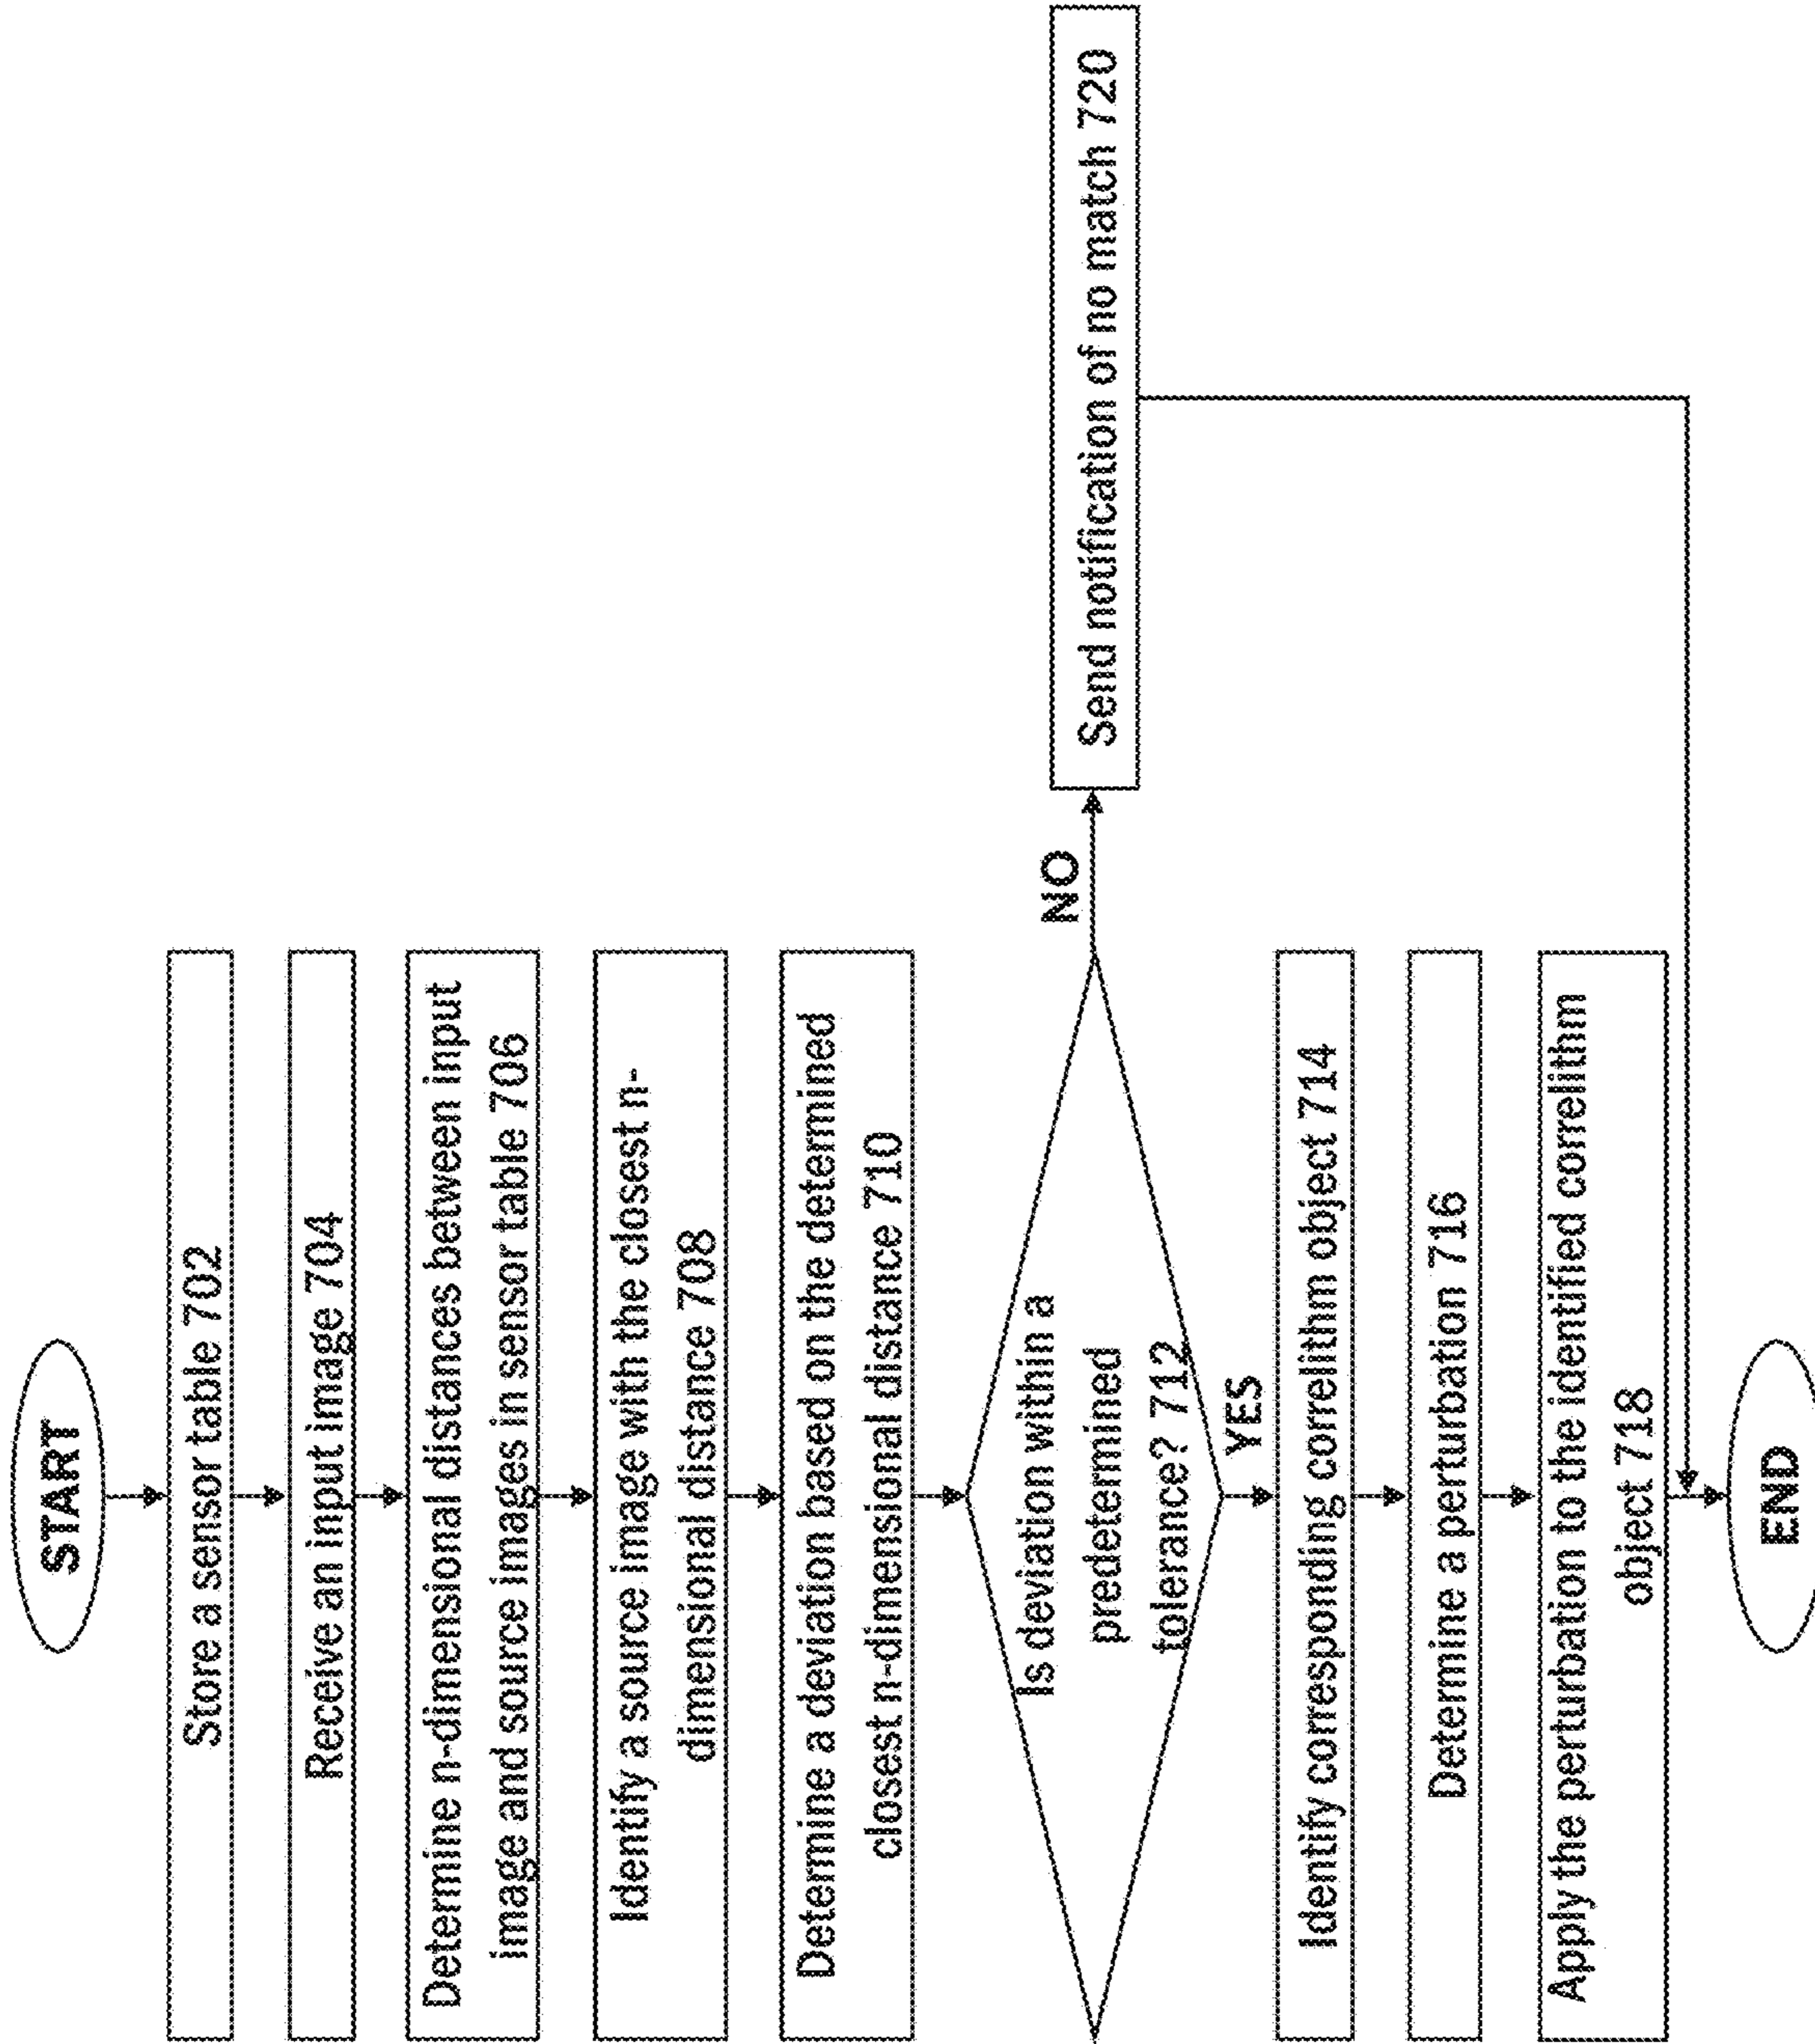 START
Store a sensor table 702
Receive an input image 704
Determine n-dimensional distances between input
image and source images in sensor table 706
Identify a source image with the closest n-
dimensional distance 708
Determine a deviation based on the determined
closest n-dimensional distance 710
Is deviation within a
predetermined
tolerance? 712
NO
Send notification of no match 720
YES
Identify corresponding correlithm object 714
Determine a perturbation 716
Apply the perturbation to the identified correlithm
object 718
END